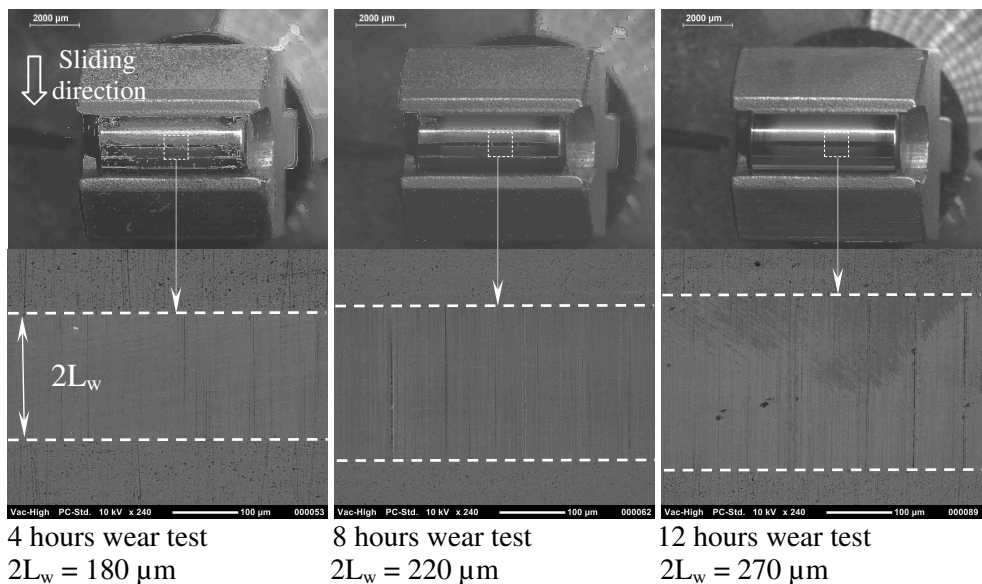 2000 µm
2000 µm
2000 µm
Sliding
direction
2Lw
Vac-High PC-Std. 10 kV x 240 100 µm 000053
Vac-High PC-Std. 10 kV x 240 100 µm 000062
Vac-High PC-Std. 10 kV x 240 100 µm 000089
4 hours wear test
2Lw = 180 µm
8 hours wear test
2Lw = 220 µm
12 hours wear test
2Lw = 270 µm